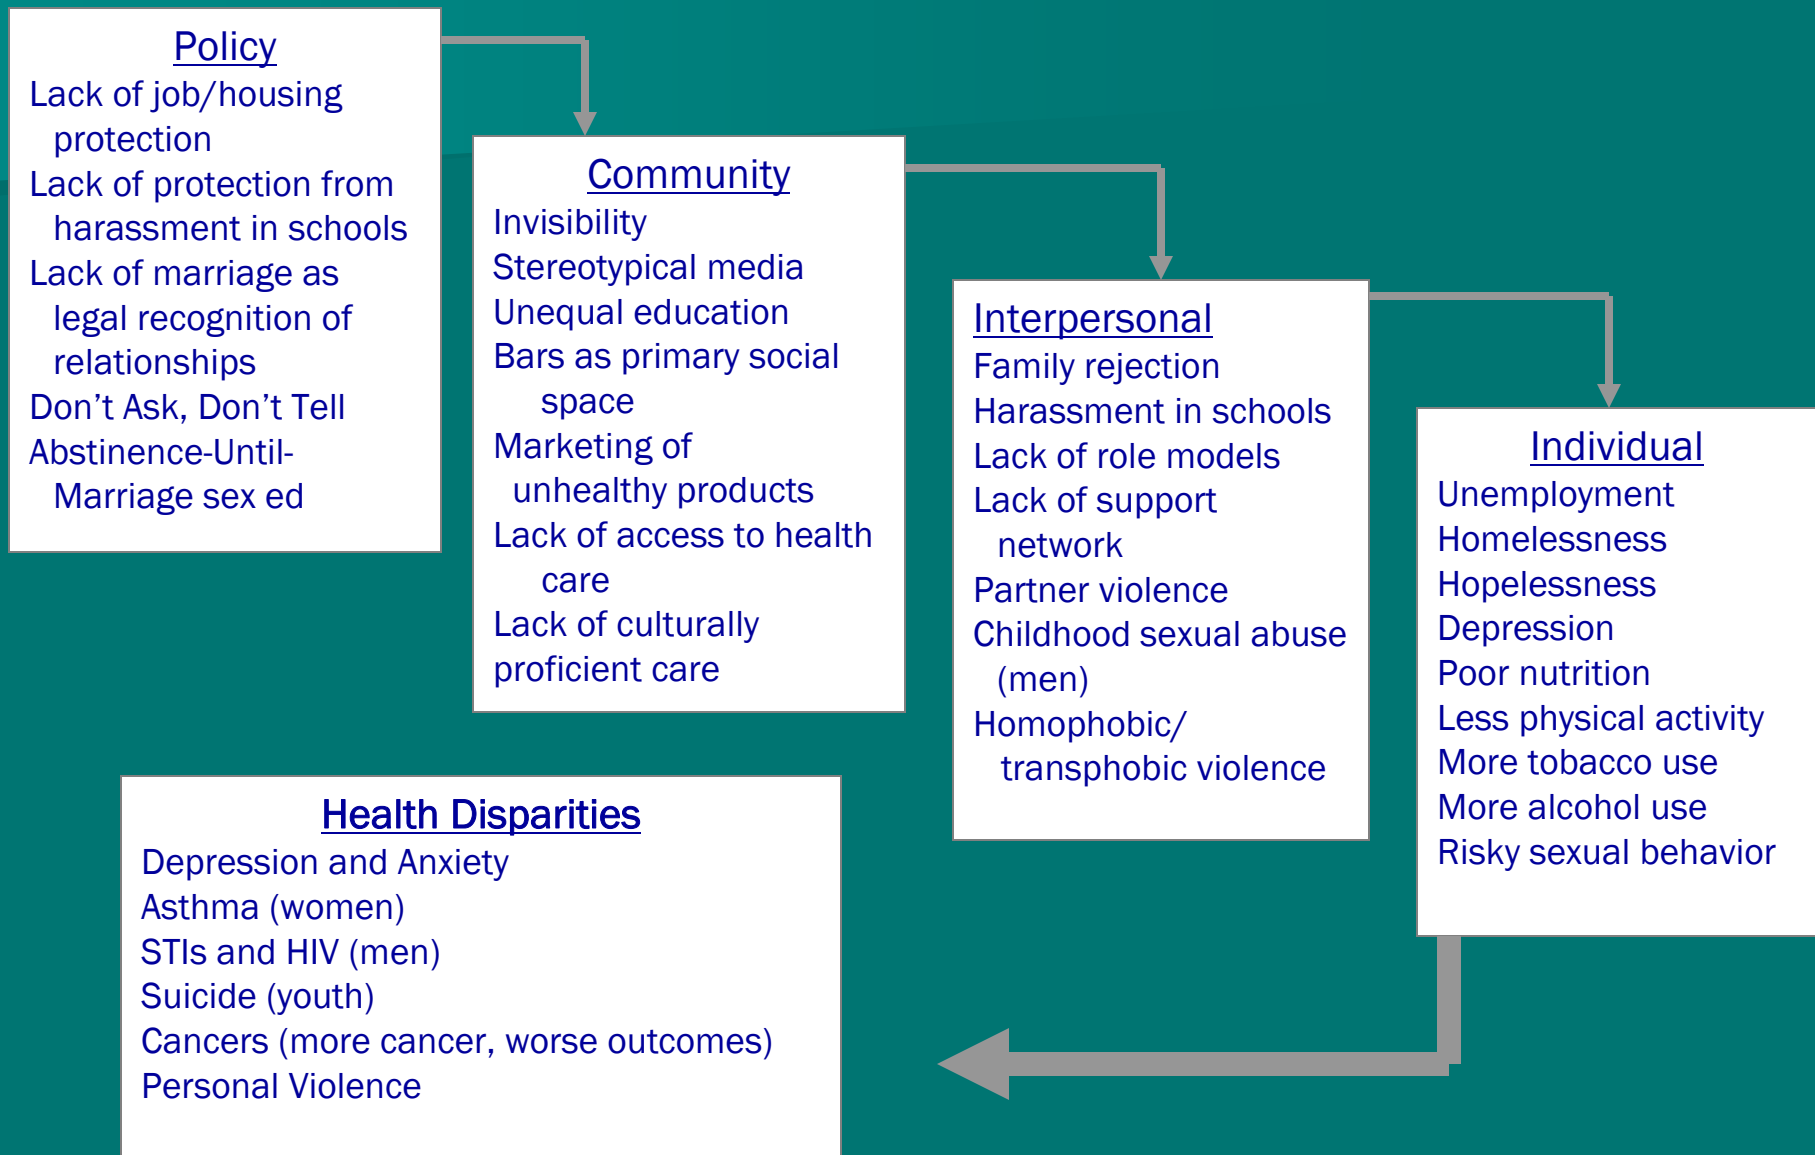 Policy
Lack of job/housing
protection
Lack of protection from
harassment in schools
Lack of marriage as
legal recognition of
relationships
Don’t Ask, Don’t Tell
Abstinence-Until-
Marriage sex ed
Community
Invisibility
Stereotypical media
Unequal education
Bars as primary social
space
Marketing of
unhealthy products
Lack of access to health
care
Lack of culturally
proficient care
Interpersonal
Family rejection
Harassment in schools
Lack of role models
Lack of support
network
Partner violence
Childhood sexual abuse
(men)
Homophobic/
transphobic violence
Individual
Unemployment
Homelessness
Hopelessness
Depression
Poor nutrition
Less physical activity
More tobacco use
More alcohol use
Risky sexual behavior
Health Disparities
Depression and Anxiety
Asthma (women)
STIs and HIV (men)
Suicide (youth)
Cancers (more cancer, worse outcomes)
Personal Violence